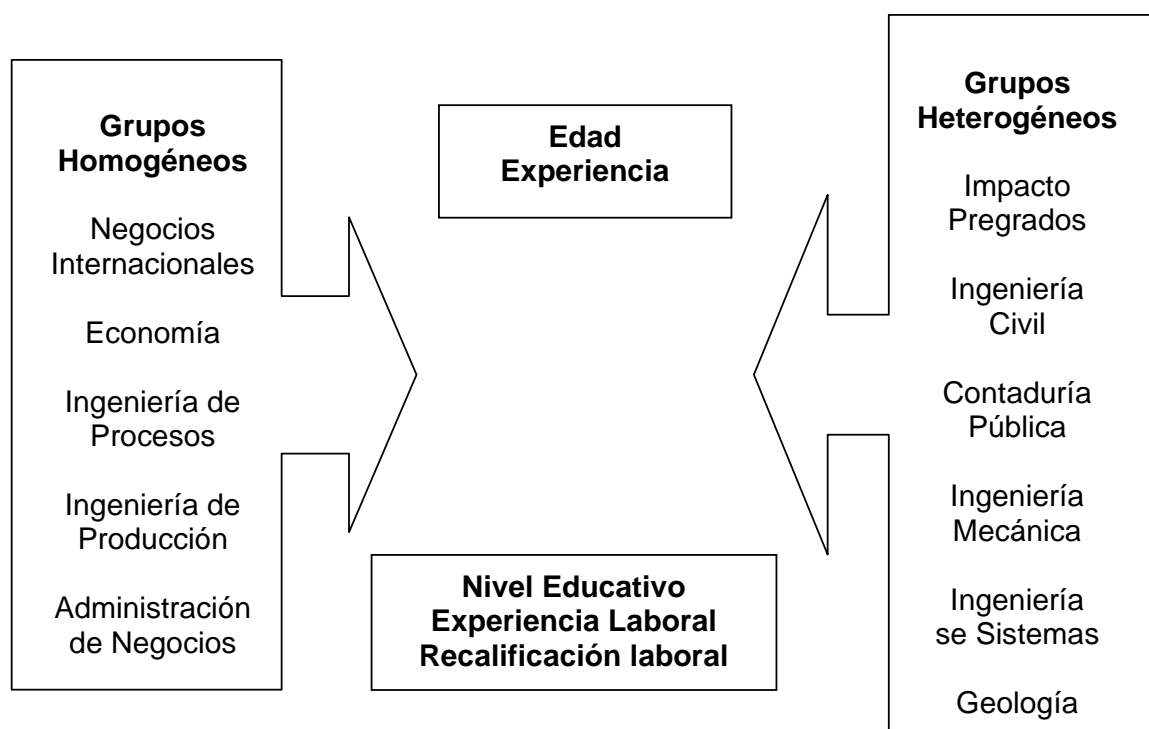 Grupos
Homogéneos
Negocios
Internacionales
Economía
Ingeniería de
Procesos
Ingeniería de
Producción
Administración
de Negocios
Edad
Experiencia
Nivel Educativo
Experiencia Laboral
Recalificación laboral
Grupos
Heterogéneos
Impacto
Pregrados
Ingeniería
Civil
Contaduría
Pública
Ingeniería
Mecánica
Ingeniería
se Sistemas
Geología